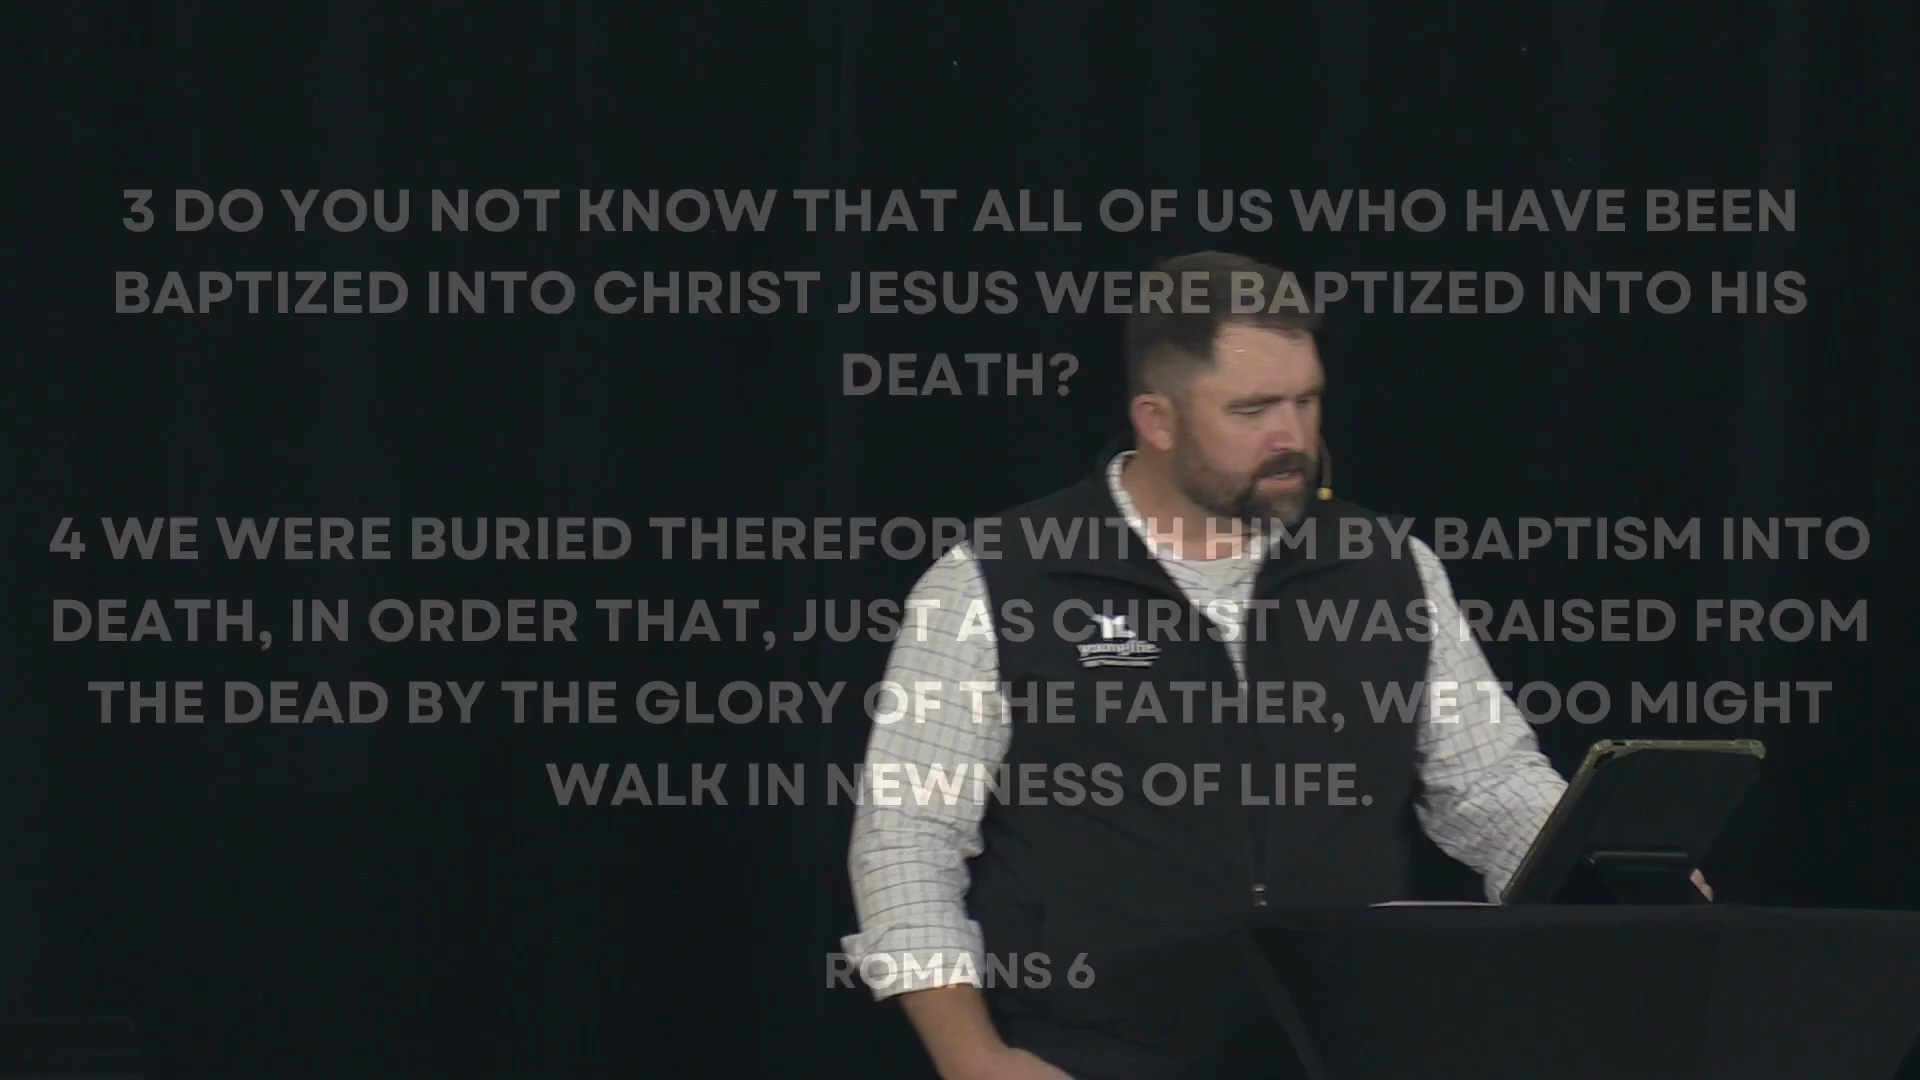 3 DO YOU NOT KNOW THAT ALL OF US WHO HAVE BEEN
BAPTIZED INTO CHRIST JESUS WERE BAPTIZED INTO HIS
DEATH?
4 WE WERE BURIED THEREFORE WITH HIM BY BAPTISM INTO
DEATH, IN ORDER THAT, JUST AS CHRIST WAS RAISED FROM
THE DEAD BY THE GLORY OF THE FATHER, WE TOO MIGHT
WALK IN NEWNESS OF LIFE.
ROMANS 6
younglife